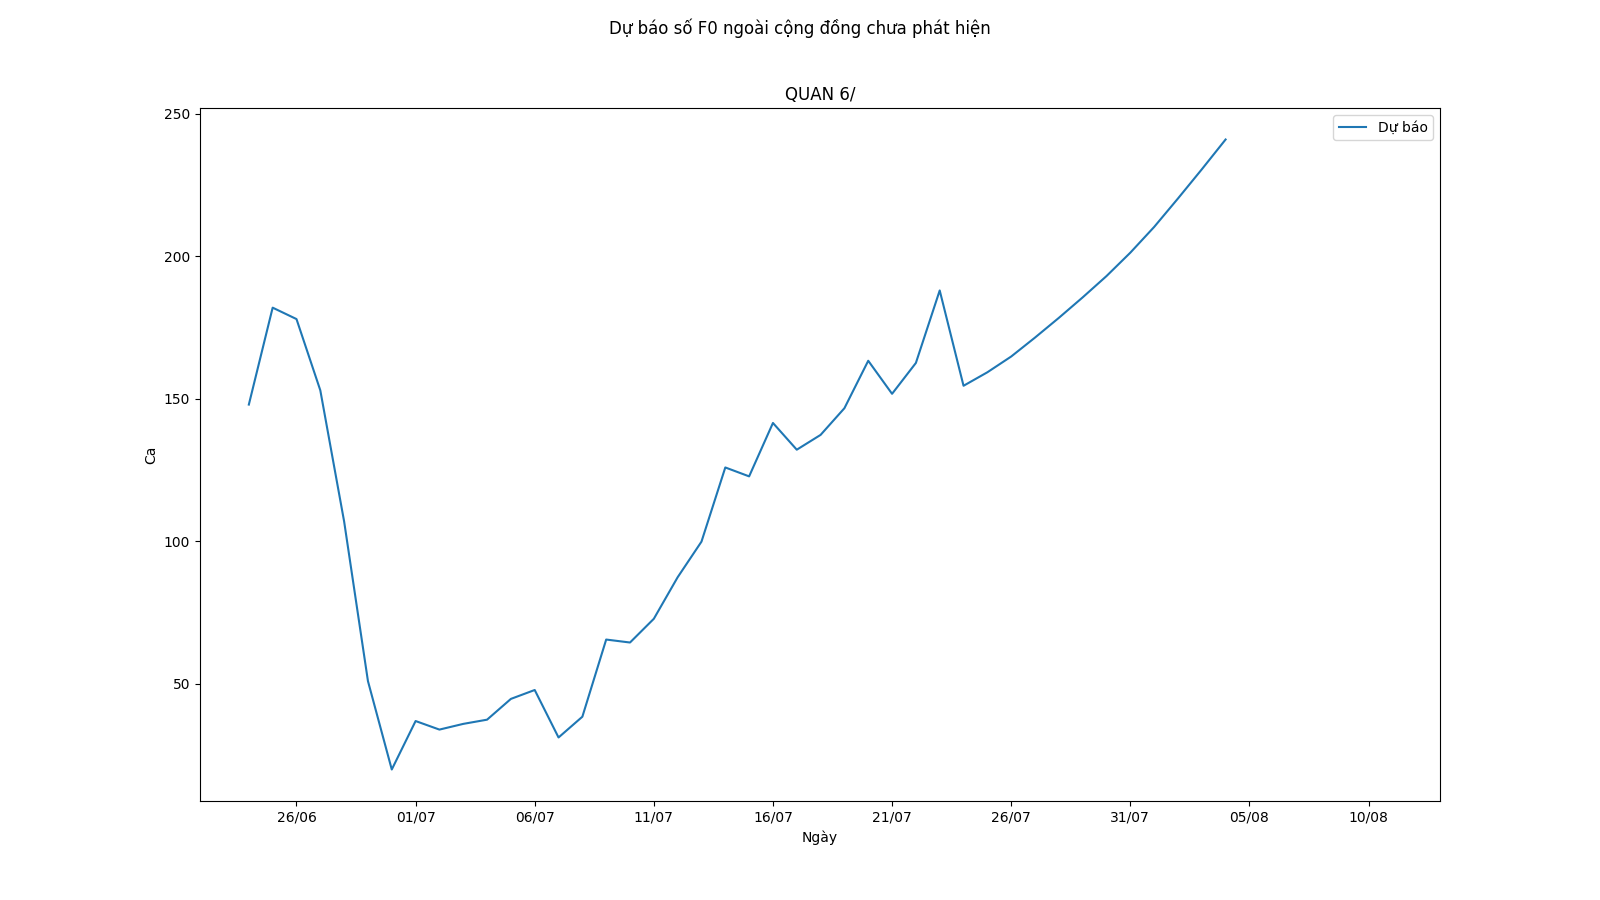 Dự báo số F0 ngoài cộng đồng chưa phát hiện
QUAN 6/
Dự báo
250
200
150
100
50
Ca
26/06 01/07 06/07 11/07 16/07 21/07 26/07 31/07 05/08 10/08
Ngày